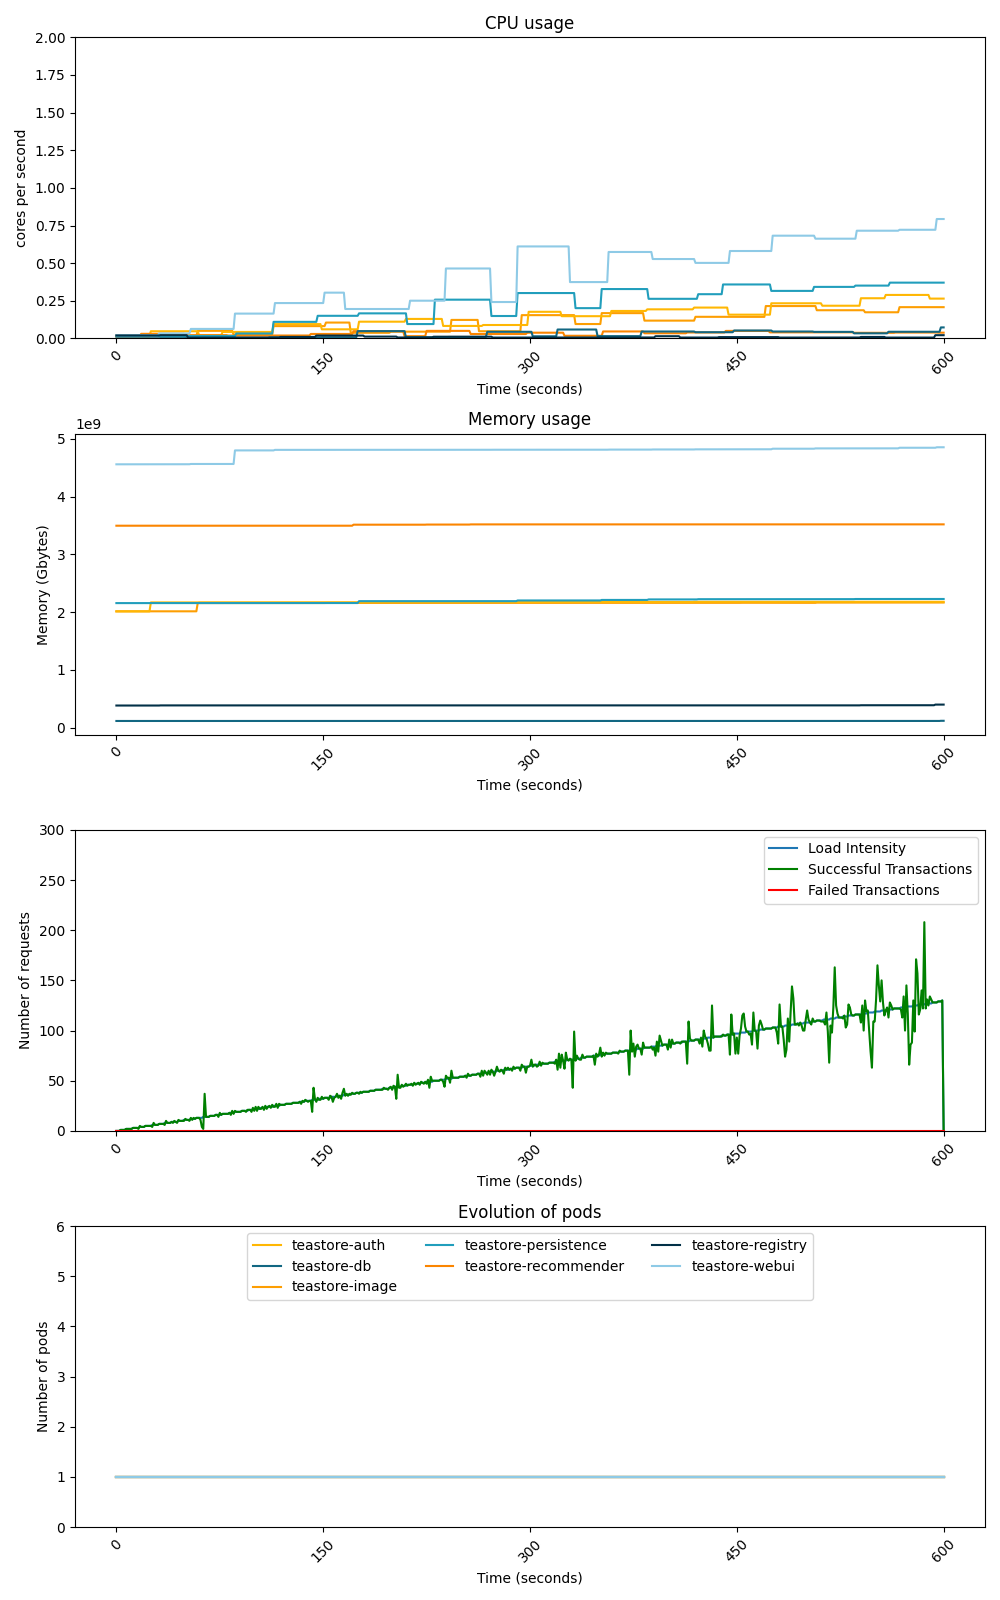 CPU usage
2.00
1.75
1.50
1.25
1.00
0.75
0.50
0.25
0.00
cores per second
0
150
300
450
600
Time (seconds)
Memory usage
1e9
5
4
3
2
1
0
Memory (Gbytes)
0
150
300
450
600
Time (seconds)
300
250
200
150
100
50
0
Number of requests
Load Intensity
Successful Transactions
Failed Transactions
0
150
300
450
600
Time (seconds)
Evolution of pods
6
5
4
3
2
1
0
Number of pods
teastore-auth
teastore-db
teastore-image
teastore-persistence
teastore-recommender
teastore-registry
teastore-webui
0
150
300
450
600
Time (seconds)